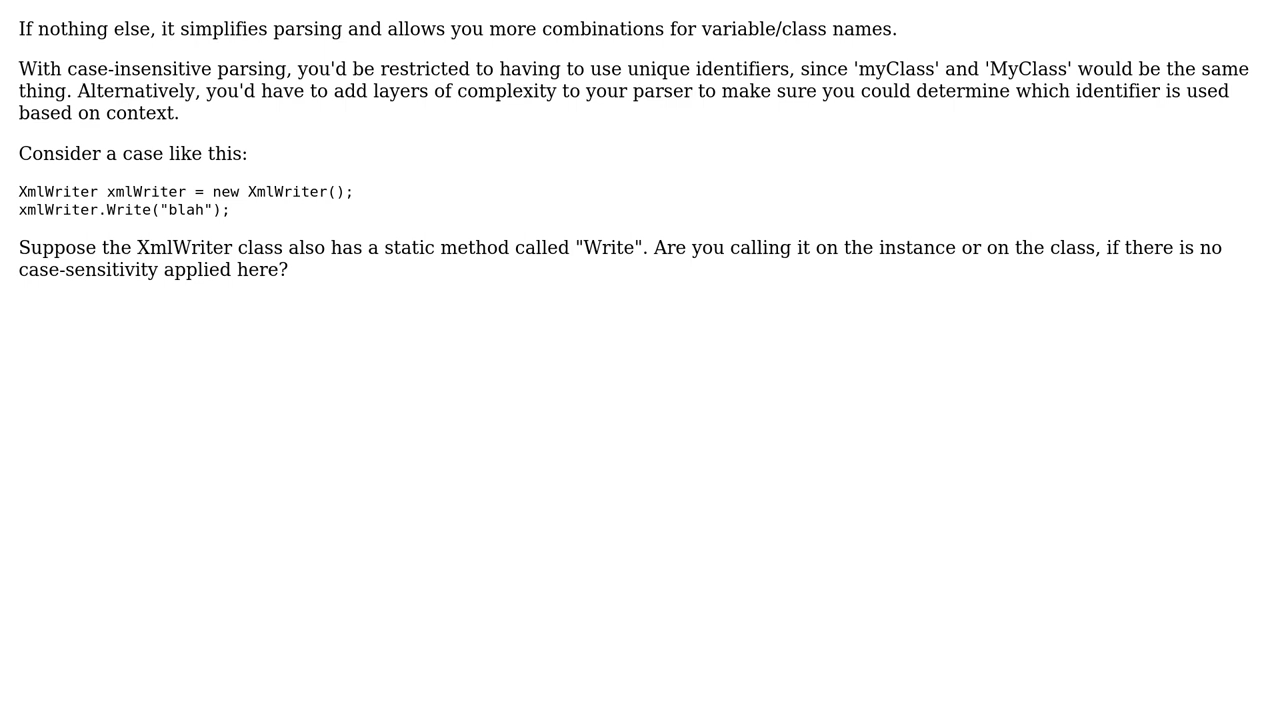 If nothing else, it simplifies parsing and allows you more combinations for variable/class names.
With case-insensitive parsing, you'd be restricted to having to use unique identifiers, since 'myClass' and 'MyClass' would be the same
thing. Alternatively, you'd have to add layers of complexity to your parser to make sure you could determine which identifier is used
based on context.
Consider a case like this:
XmlWriter xmlWriter = new XmlWriter();
xmlWriter.Write("blah");
Suppose the XmlWriter class also has a static method called "Write". Are you calling it on the instance or on the class, if there is no
case-sensitivity applied here?